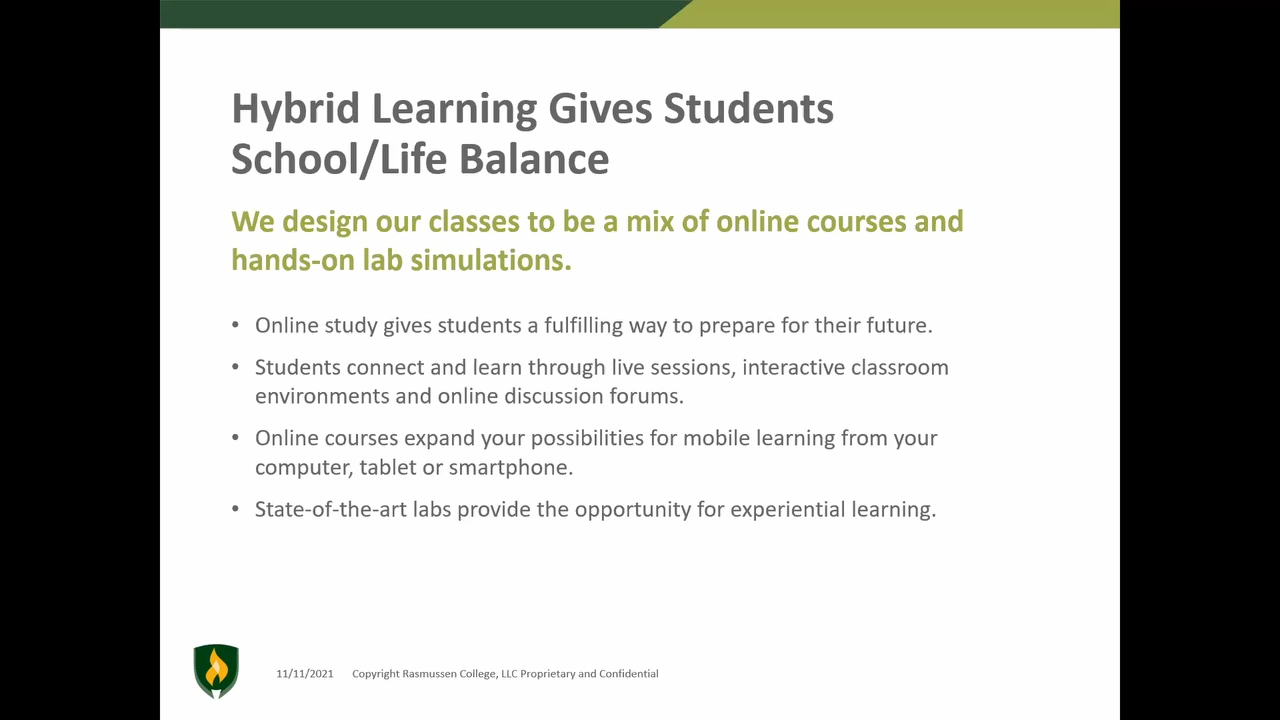 Hybrid Learning Gives Students
School/Life Balance
We design our classes to be a mix of online courses and
hands-on lab simulations.
• Online study gives students a fulfilling way to prepare for their future.
• Students connect and learn through live sessions, interactive classroom
environments and online discussion forums.
• Online courses expand your possibilities for mobile learning from your
computer, tablet or smartphone.
• State-of-the-art labs provide the opportunity for experiential learning.
11/11/2021 Copyright Rasmussen College, LLC Proprietary and Confidential